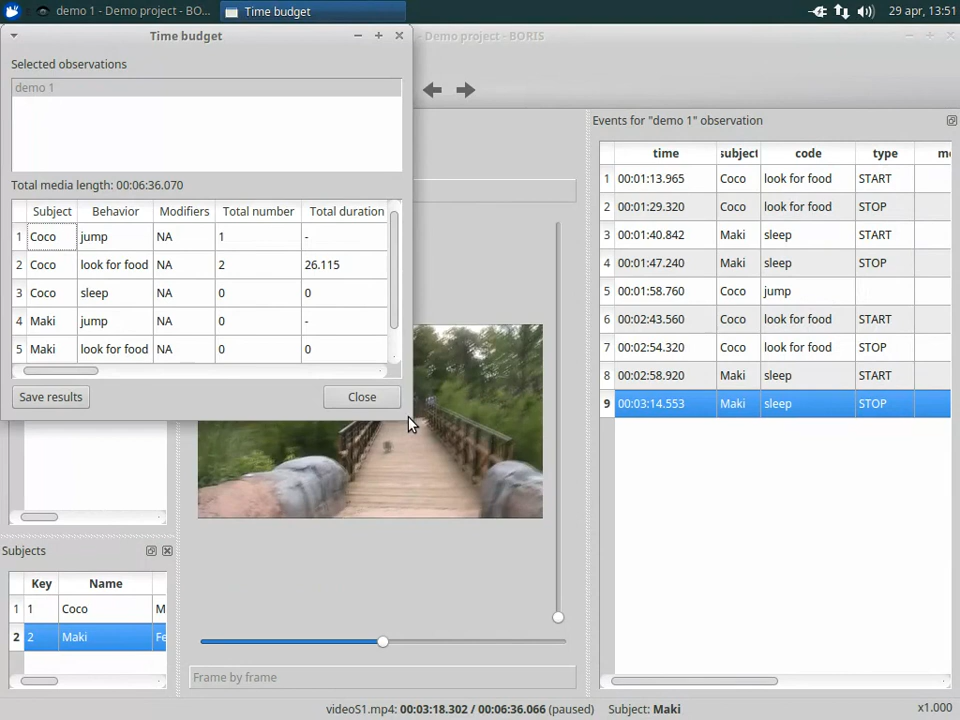 demo 1 - Demo project - BO...
Time budget
29 apr, 13:51
Time budget
- Demo project - BORIS
Selected observations
demo 1
Total media length: 00:06:36.070
Subject Behavior Modifiers Total number Total duration
1 Coco jump NA 1 -
2 Coco look for food NA 2 26.115
3 Coco sleep NA 0 0
4 Maki jump NA 0 -
5 Maki look for food NA 0 0
Save results Close
Events for "demo 1" observation
time subject code type
1 00:01:13.965 Coco look for food START
2 00:01:29.320 Coco look for food STOP
3 00:01:40.842 Maki sleep START
4 00:01:47.240 Maki sleep STOP
5 00:01:58.760 Coco jump
6 00:02:43.560 Coco look for food START
7 00:02:54.320 Coco look for food STOP
8 00:02:58.920 Maki sleep START
9 00:03:14.553 Maki sleep STOP
Subjects
Key Name
1 1 Coco M
2 2 Maki Fe
Frame by frame
videoS1.mp4: 00:03:18.302 / 00:06:36.066 (paused) Subject: Maki x1.000